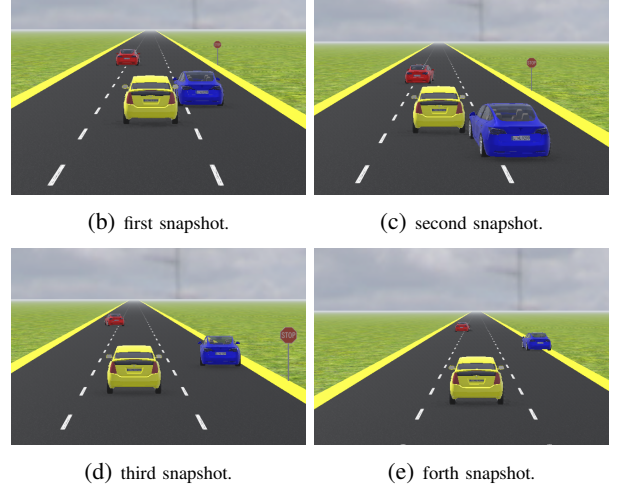 (b) first snapshot.
(c) second snapshot.
STOP
(d) third snapshot.
(e) forth snapshot.